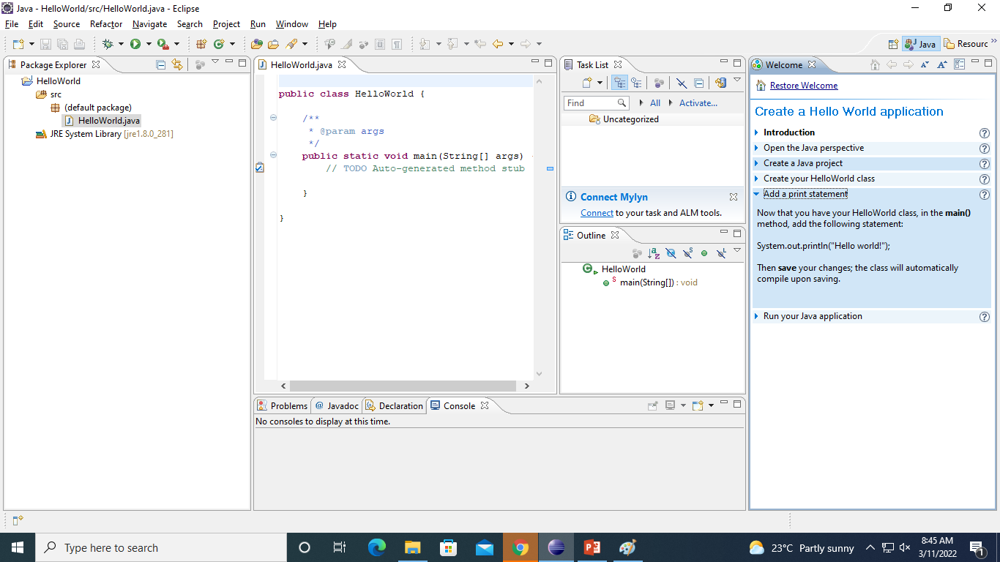 Java - HelloWorld/src/HelloWorld.java - Eclipse
File Edit Source Refactor Navigate Search Project Run Window Help
Java Resourc
Package Explorer
HelloWorld
src
(default package)
HelloWorld.java
JRE System Library [jre1.8.0_281]
HelloWorld.java
public class HelloWorld {
/**
* @param args
*/
public static void main(String[] args)
// TODO Auto-generated method stub
}
}
Task List
Find All Activate...
Uncategorized
Connect Mylyn
Connect to your task and ALM tools.
Outline
HelloWorld
main(String[]) : void
Welcome
Restore Welcome
Create a Hello World application
Introduction
Open the Java perspective
Create a Java project
Create your HelloWorld class
Add a print statement
Now that you have your HelloWorld class, in the main()
method, add the following statement:
System.out.println("Hello world!");
Then save your changes; the class will automatically
compile upon saving.
Run your Java application
Problems @ Javadoc Declaration Console
No consoles to display at this time.
Type here to search
23°C Partly sunny
8:45 AM
3/11/2022
1